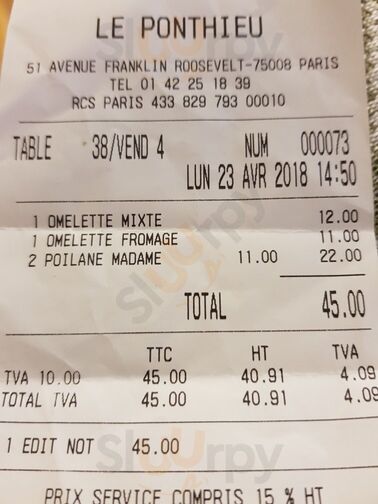 LE PONTHIEU
51 AVENUE FRANKLIN ROOSEVELT-75008 PARIS
TEL 01 42 25 18 39
RCS PARIS 433 829 793 00010
TABLE 38/VEND 4 NUM 000073
LUN 23 AVR 2018 14:50
1 OMELETTE MIXTE 12.00
1 OMELETTE FROMAGE 11.00
2 POILANE MADAME 11.00 22.00
TOTAL 45.00
TTC HT TVA
TVA 10.00 45.00 40.91 4.09
TOTAL TVA 45.00 40.91 4.09
1 EDIT NOT 45.00
PRIX SERVICE COMPRIS 15 % HT
Slurpy
Slurpy
Slurpy